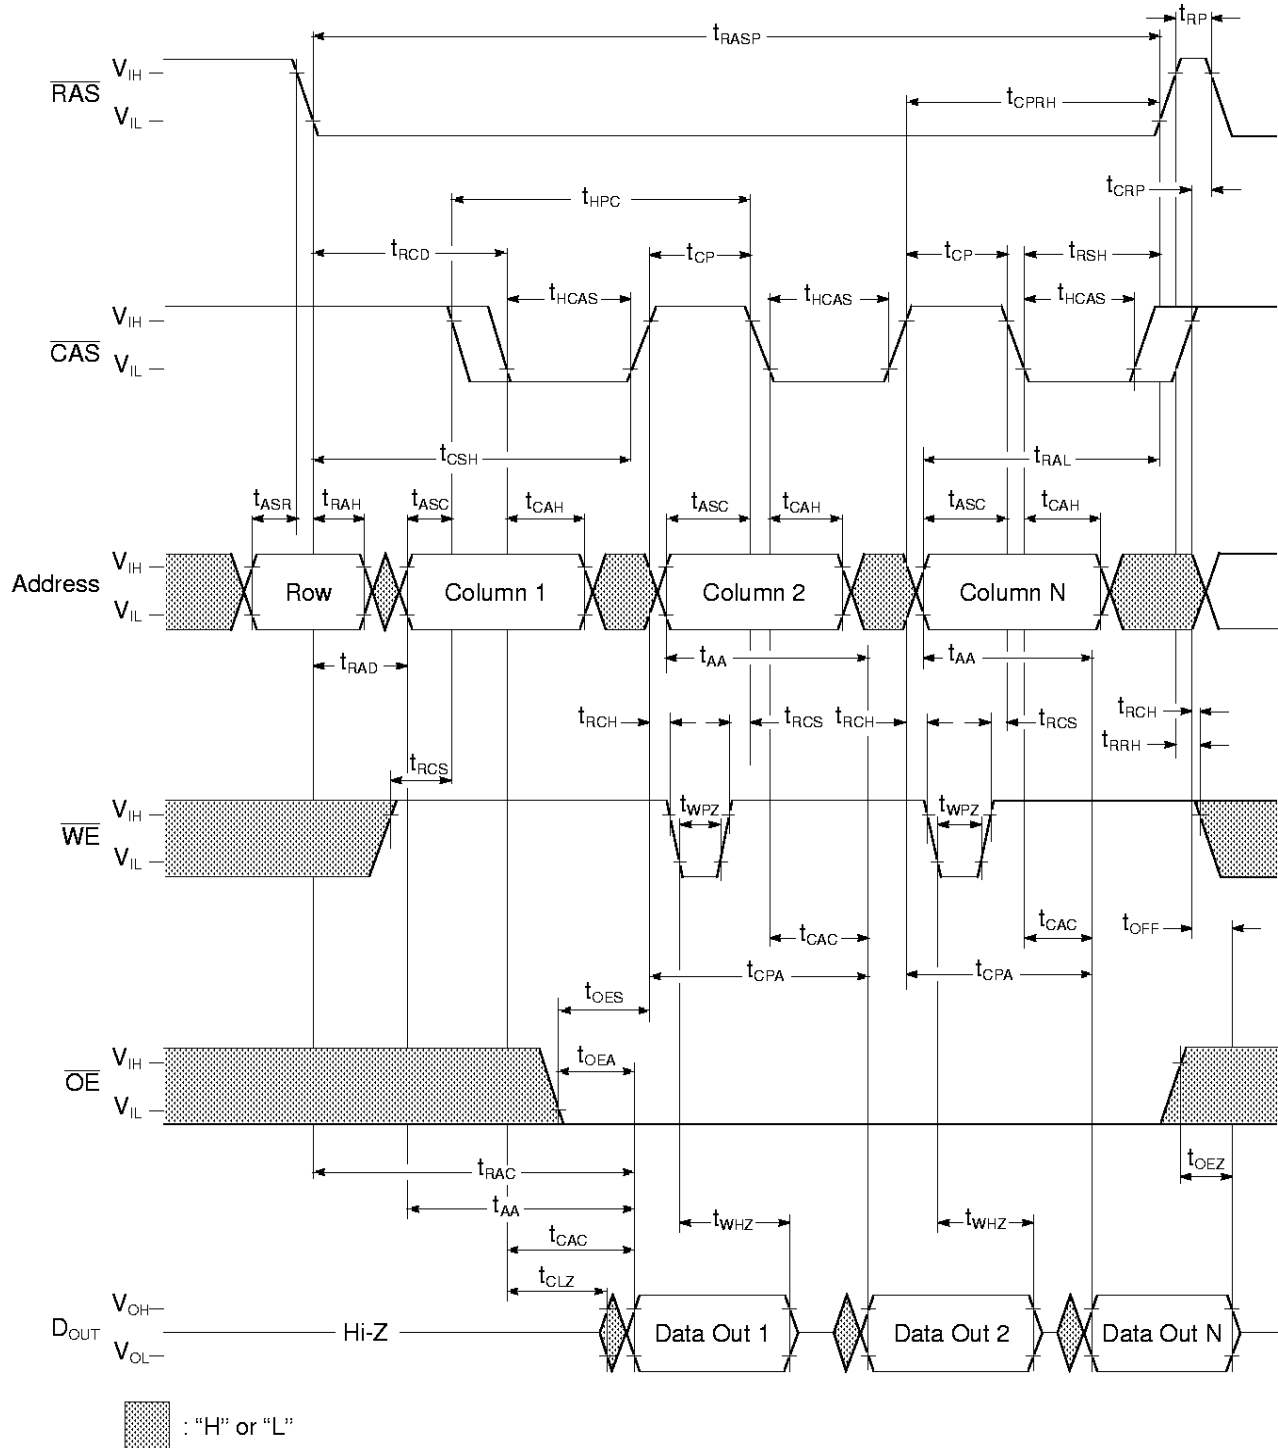 tRP
tRASP
VIH
RAS
VIL
tCPRH
tCRP
tHPC
tRCD
tCP
tCP
tRSH
tHCAS
tHCAS
tHCAS
VIH
CAS
VIL
tCSH
tRAL
tASR
tRAH
tASC
tCAH
tASC
tCAH
tASC
tCAH
VIH
Address
Row
Column 1
Column 2
Column N
VIL
tRAD
tAA
tAA
tRCH
tRCS
tRCH
tRCS
tRCH
tRRH
tRCS
VIH
WE
VIL
tWPZ
tWPZ
tCAC
tCAC
tOFF
tCPA
tCPA
tOES
VIH
OE
VIL
tOEA
tRAC
tOEZ
tAA
tWHZ
tWHZ
tCAC
tCLZ
VOH
DOUT
Hi-Z
Data Out 1
Data Out 2
Data Out N
VOL
: “H” or “L”